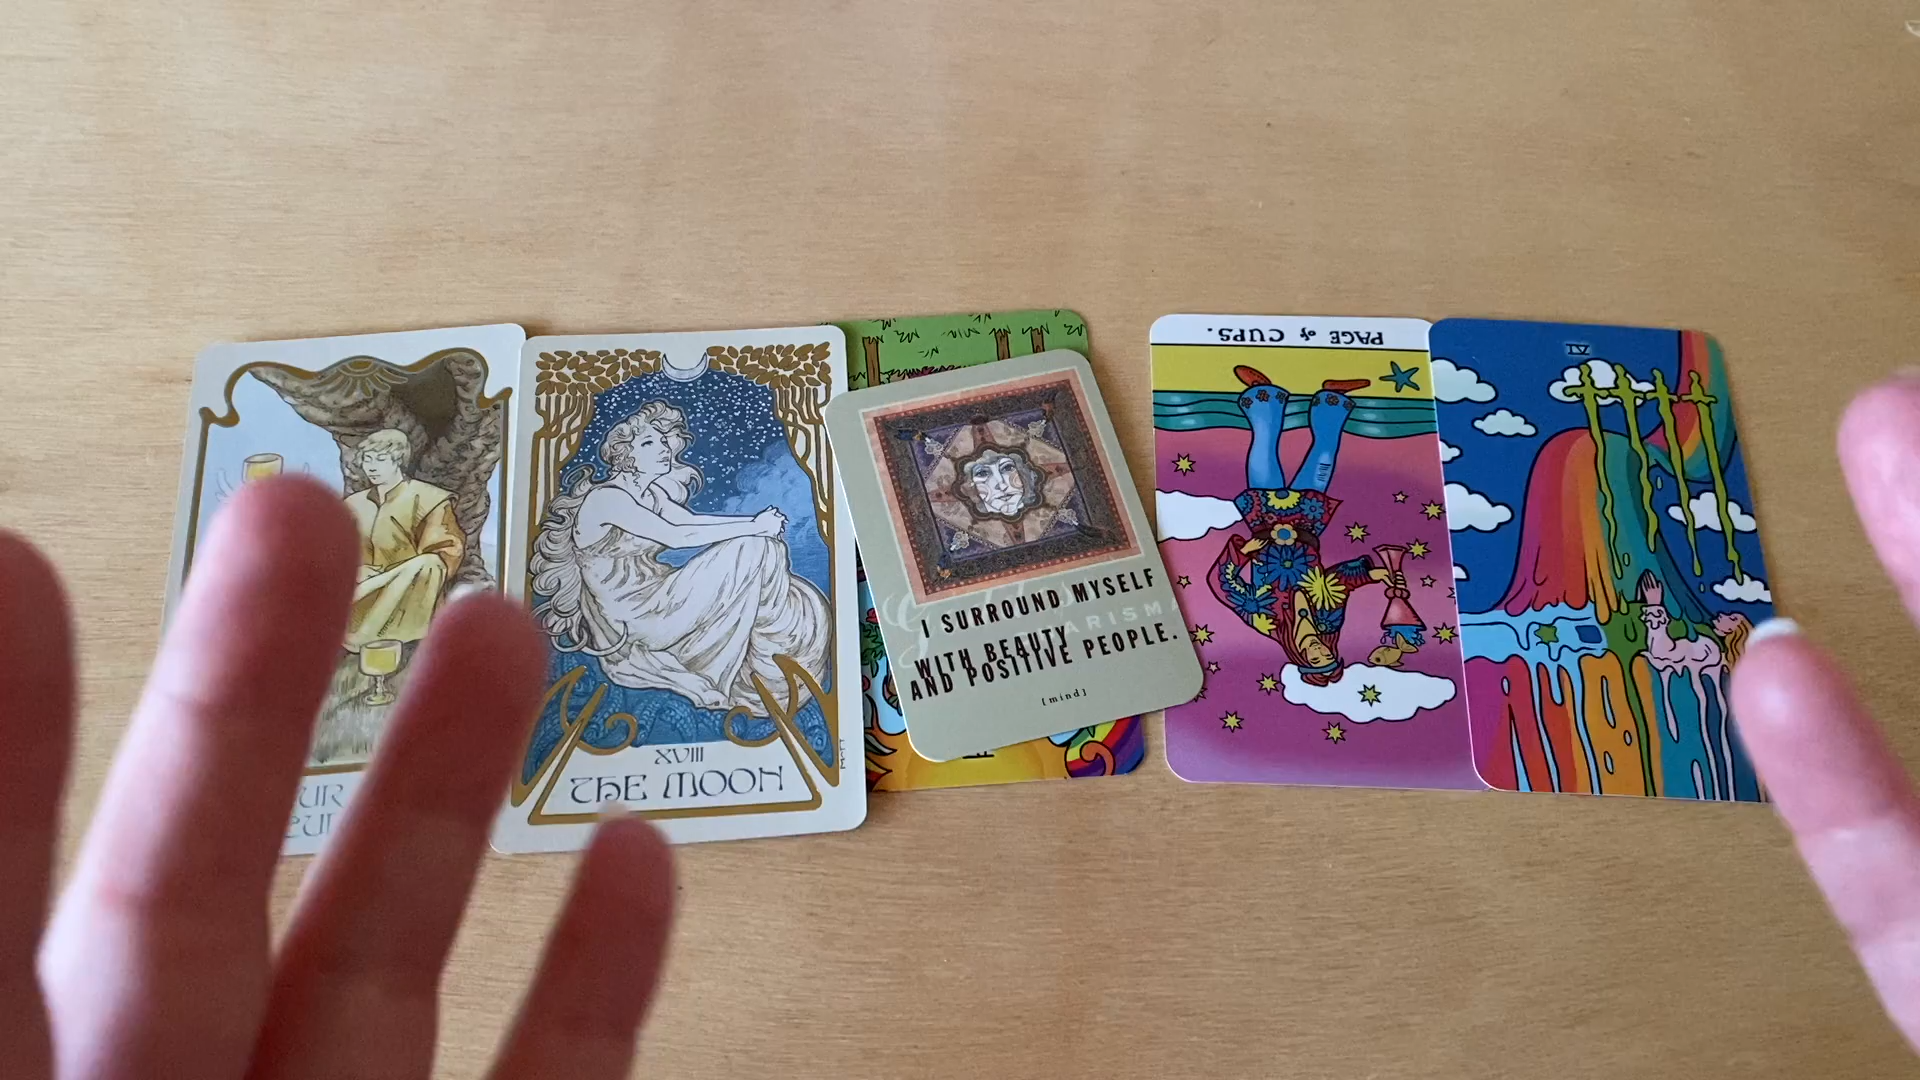 PAGE of CUPS.
I SURROUND MYSELF
WITH BEAUTY
AND POSITIVE PEOPLE.
[mind]
XVIII
THE MOON